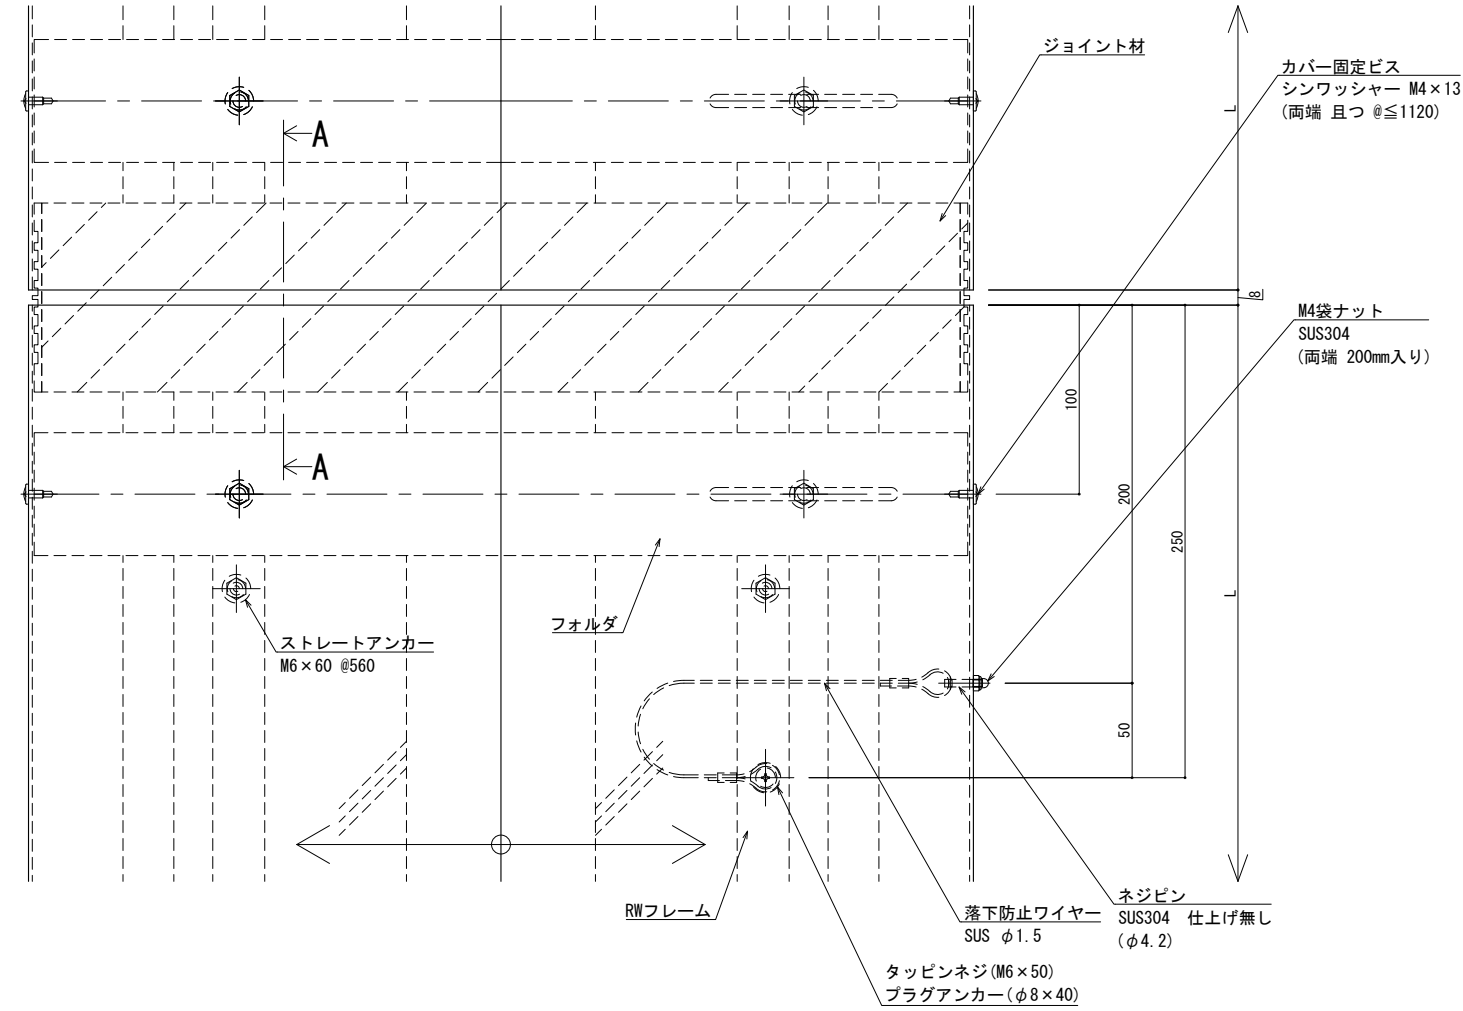 ジョイント材
カバー固定ビス
シンワッシャー M4×13
(両端 且つ @≦1120)
L
A
8
M4袋ナット
SUS304
(両端 200mm入り)
100
A
200
250
L
ストレートアンカー
M6×60 @560
フォルダ
50
RWフレーム
落下防止ワイヤー
SUS φ1.5
ネジピン
SUS304 仕上げ無し
(φ4.2)
タッピンネジ(M6×50)
プラグアンカー(φ8×40)